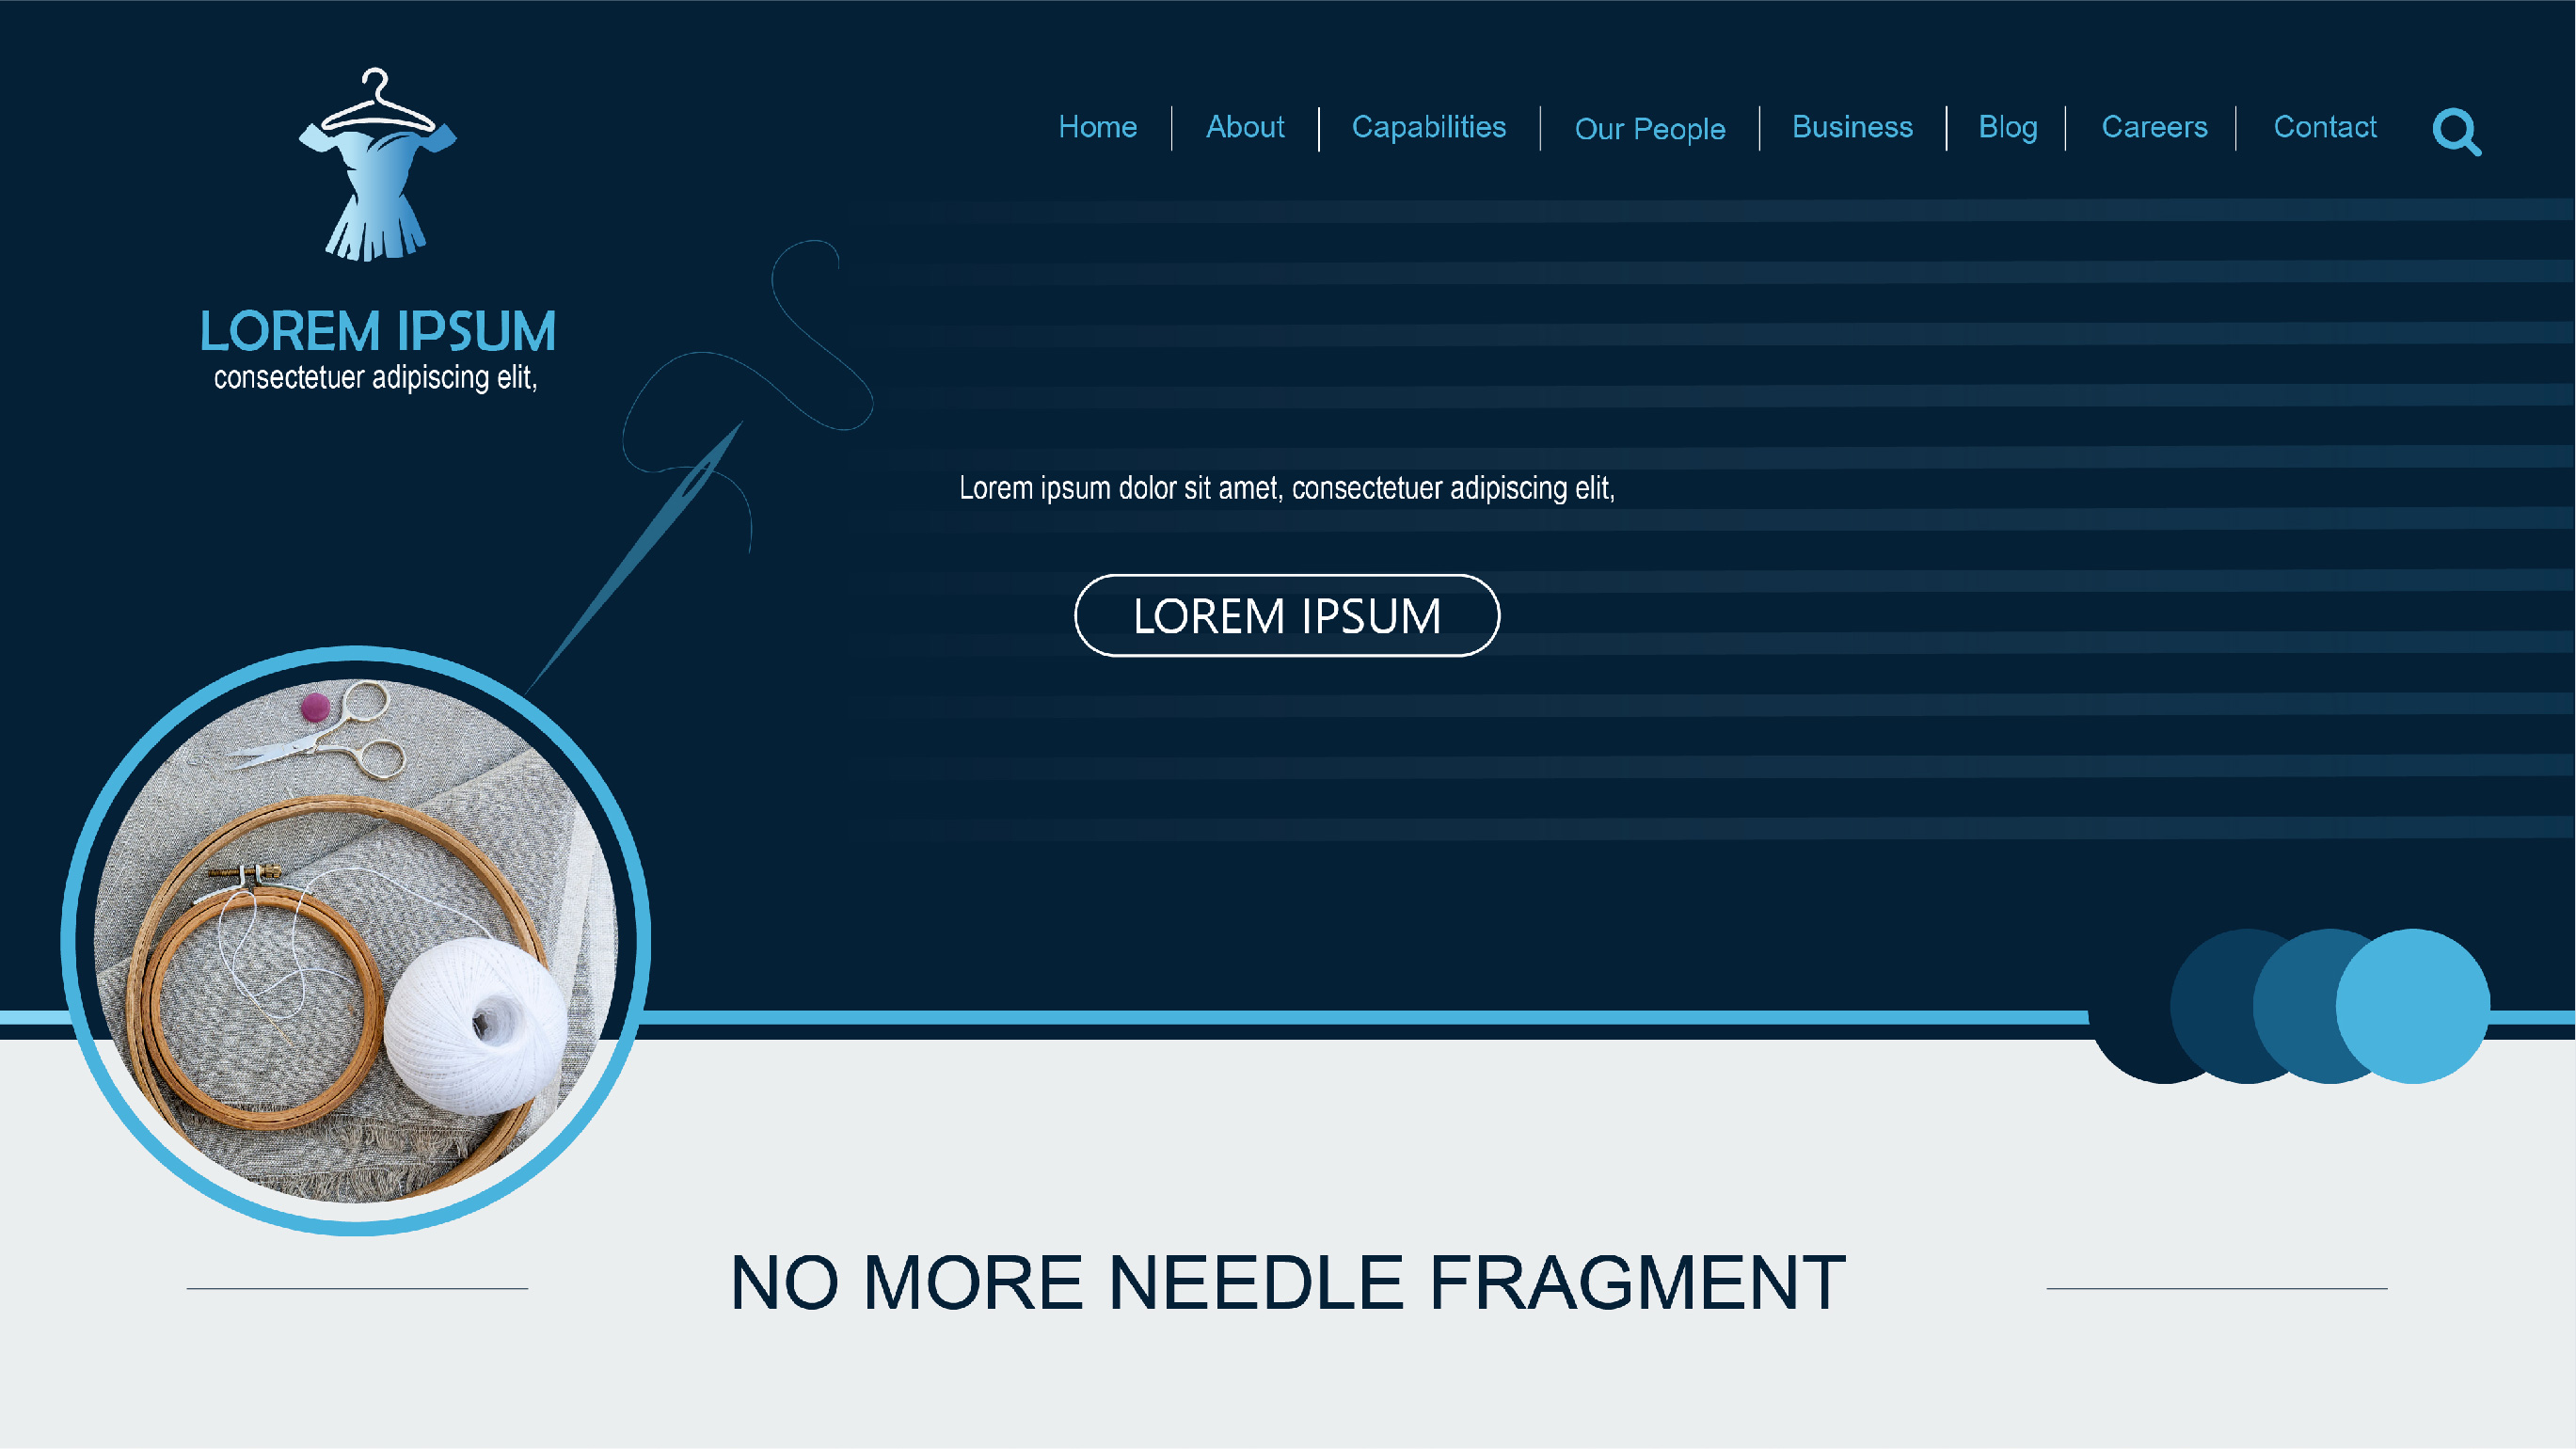 Home
About
Capabilities
Our People
Business
Blog
Careers
Contact
LOREM IPSUM
consectetuer adipiscing elit,
Lorem ipsum dolor sit amet, consectetuer adipiscing elit,
LOREM IPSUM
NO MORE NEEDLE FRAGMENT